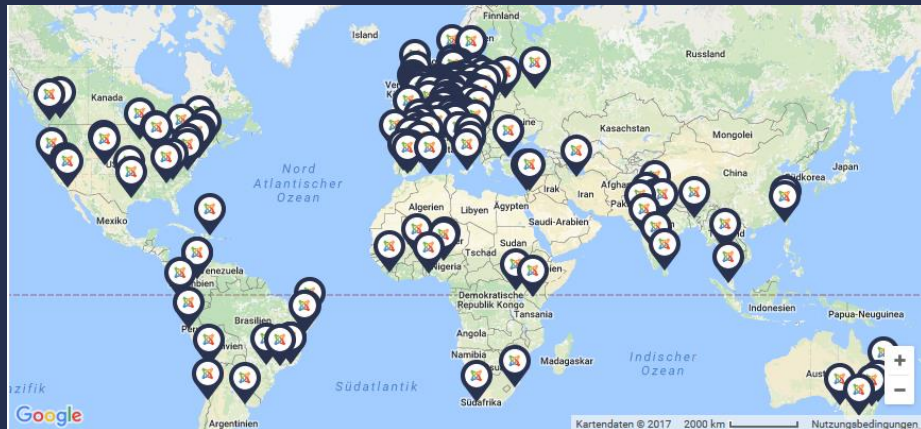 Finnland
Island
Russland
Kanada
Kasachstan
Mongolei
Nord
Atlantischer
Ozean
China
Japan
Südkorea
Irak
Iran
Mexiko
Algerien
Libyen
Ägypten
Saudi-Arabien
Tschad
Sudan
Nigeria
Venezuela
Demokratische
Republik Kongo
Indonesien
Papua-Neuguinea
Tansania
Brasilien
Angola
Namibia
Madagaskar
Indischer
Ozean
Südatlantik
Südafrika
Argentinien
+
−
Google
Kartendaten © 2017 2000 km Nutzungsbedingungen